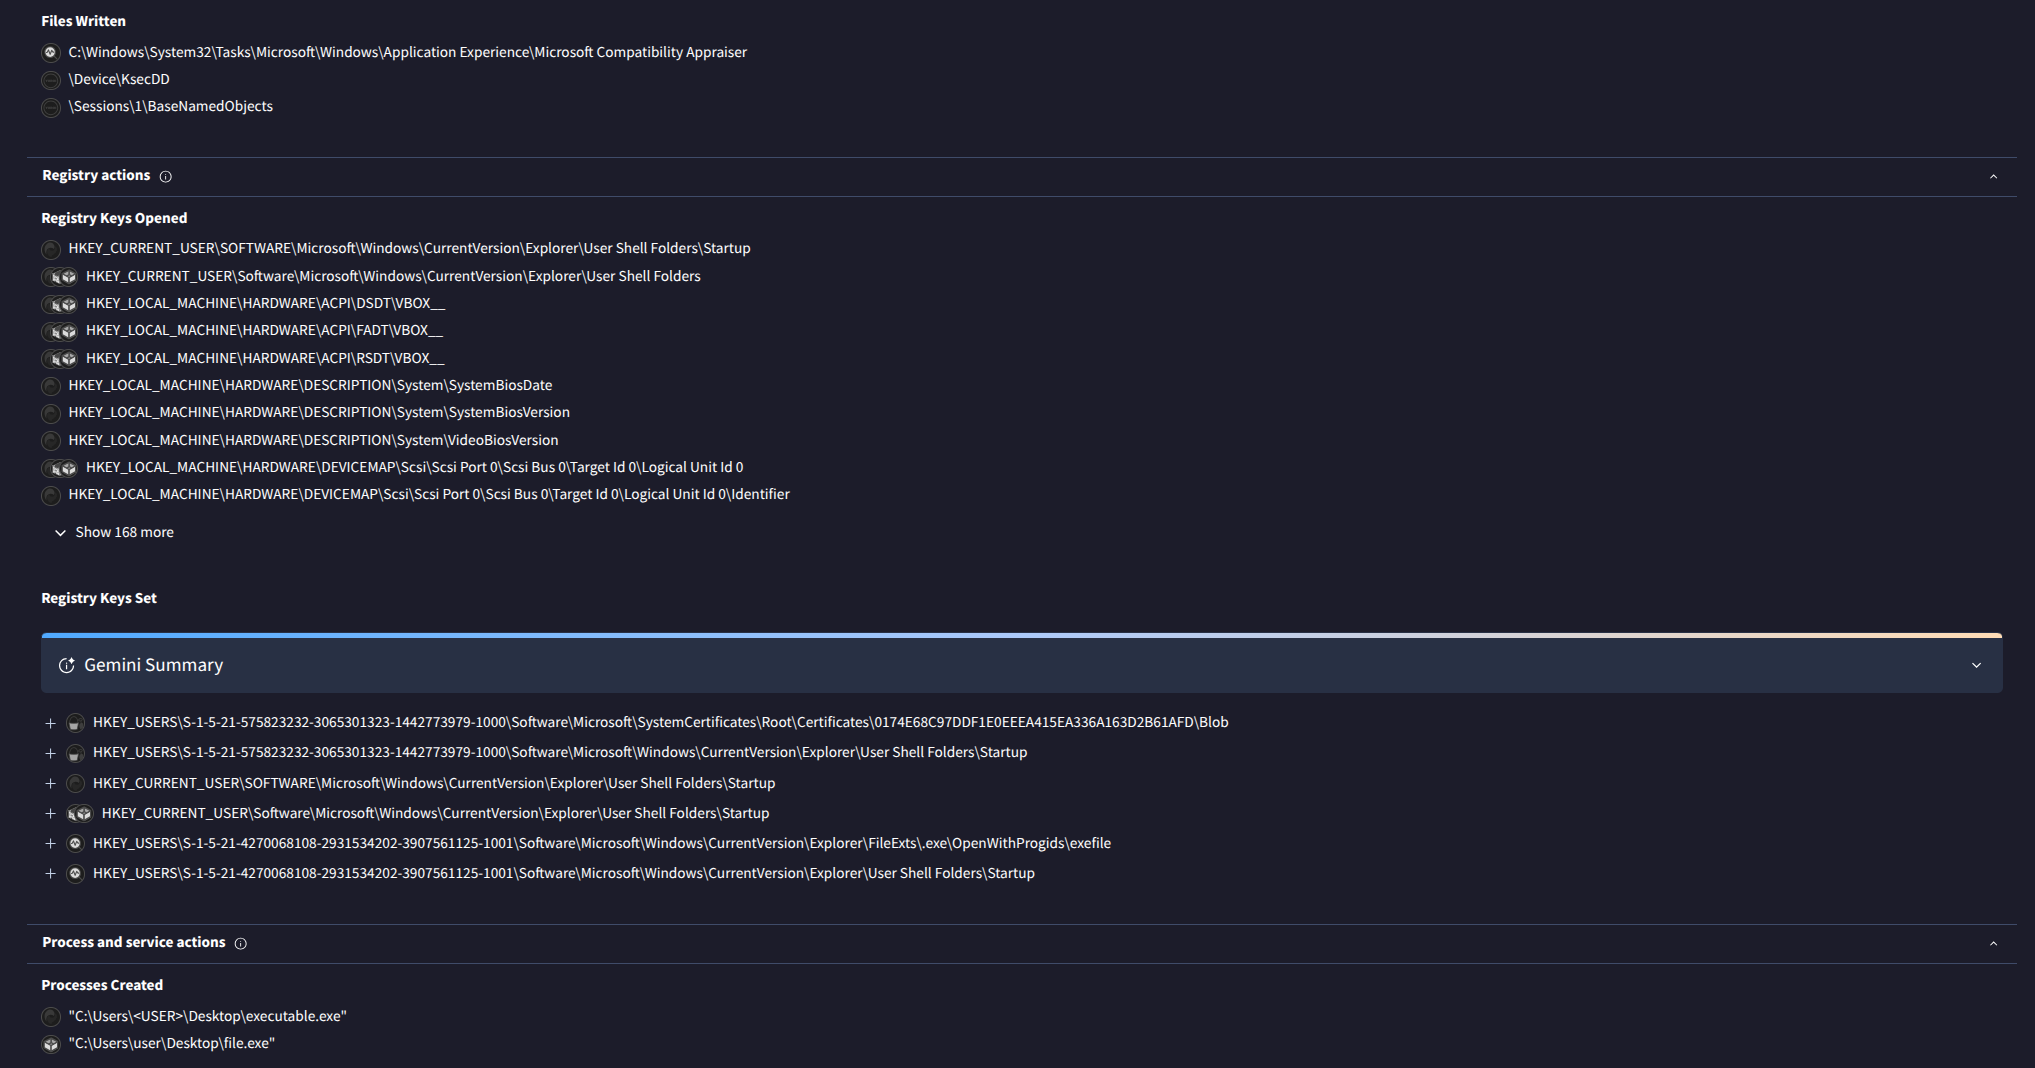 Files Written
C:\Windows\System32\Tasks\Microsoft\Windows\Application Experience\Microsoft Compatibility Appraiser
\Device\KsecDD
\Sessions\1\BaseNamedObjects
Registry actions
Registry Keys Opened
HKEY_CURRENT_USER\SOFTWARE\Microsoft\Windows\CurrentVersion\Explorer\User Shell Folders\Startup
HKEY_CURRENT_USER\Software\Microsoft\Windows\CurrentVersion\Explorer\User Shell Folders
HKEY_LOCAL_MACHINE\HARDWARE\ACPI\DSDT\VBOX__
HKEY_LOCAL_MACHINE\HARDWARE\ACPI\FADT\VBOX__
HKEY_LOCAL_MACHINE\HARDWARE\ACPI\RSDT\VBOX__
HKEY_LOCAL_MACHINE\HARDWARE\DESCRIPTION\System\SystemBiosDate
HKEY_LOCAL_MACHINE\HARDWARE\DESCRIPTION\System\SystemBiosVersion
HKEY_LOCAL_MACHINE\HARDWARE\DESCRIPTION\System\VideoBiosVersion
HKEY_LOCAL_MACHINE\HARDWARE\DEVICEMAP\Scsi\Scsi Port 0\Scsi Bus 0\Target Id 0\Logical Unit Id 0
HKEY_LOCAL_MACHINE\HARDWARE\DEVICEMAP\Scsi\Scsi Port 0\Scsi Bus 0\Target Id 0\Logical Unit Id 0\Identifier
Show 168 more
Registry Keys Set
Gemini Summary
HKEY_USERS\S-1-5-21-575823232-3065301323-1442773979-1000\Software\Microsoft\SystemCertificates\Root\Certificates\0174E68C97DDF1E0EEEA415EA336A163D2B61AFD\Blob
HKEY_USERS\S-1-5-21-575823232-3065301323-1442773979-1000\Software\Microsoft\Windows\CurrentVersion\Explorer\User Shell Folders\Startup
HKEY_CURRENT_USER\SOFTWARE\Microsoft\Windows\CurrentVersion\Explorer\User Shell Folders\Startup
HKEY_CURRENT_USER\Software\Microsoft\Windows\CurrentVersion\Explorer\User Shell Folders\Startup
HKEY_USERS\S-1-5-21-4270068108-2931534202-3907561125-1001\Software\Microsoft\Windows\CurrentVersion\Explorer\FileExts\.exe\OpenWithProgids\exefile
HKEY_USERS\S-1-5-21-4270068108-2931534202-3907561125-1001\Software\Microsoft\Windows\CurrentVersion\Explorer\User Shell Folders\Startup
Process and service actions
Processes Created
"C:\Users\<USER>\Desktop\executable.exe"
"C:\Users\user\Desktop\file.exe"